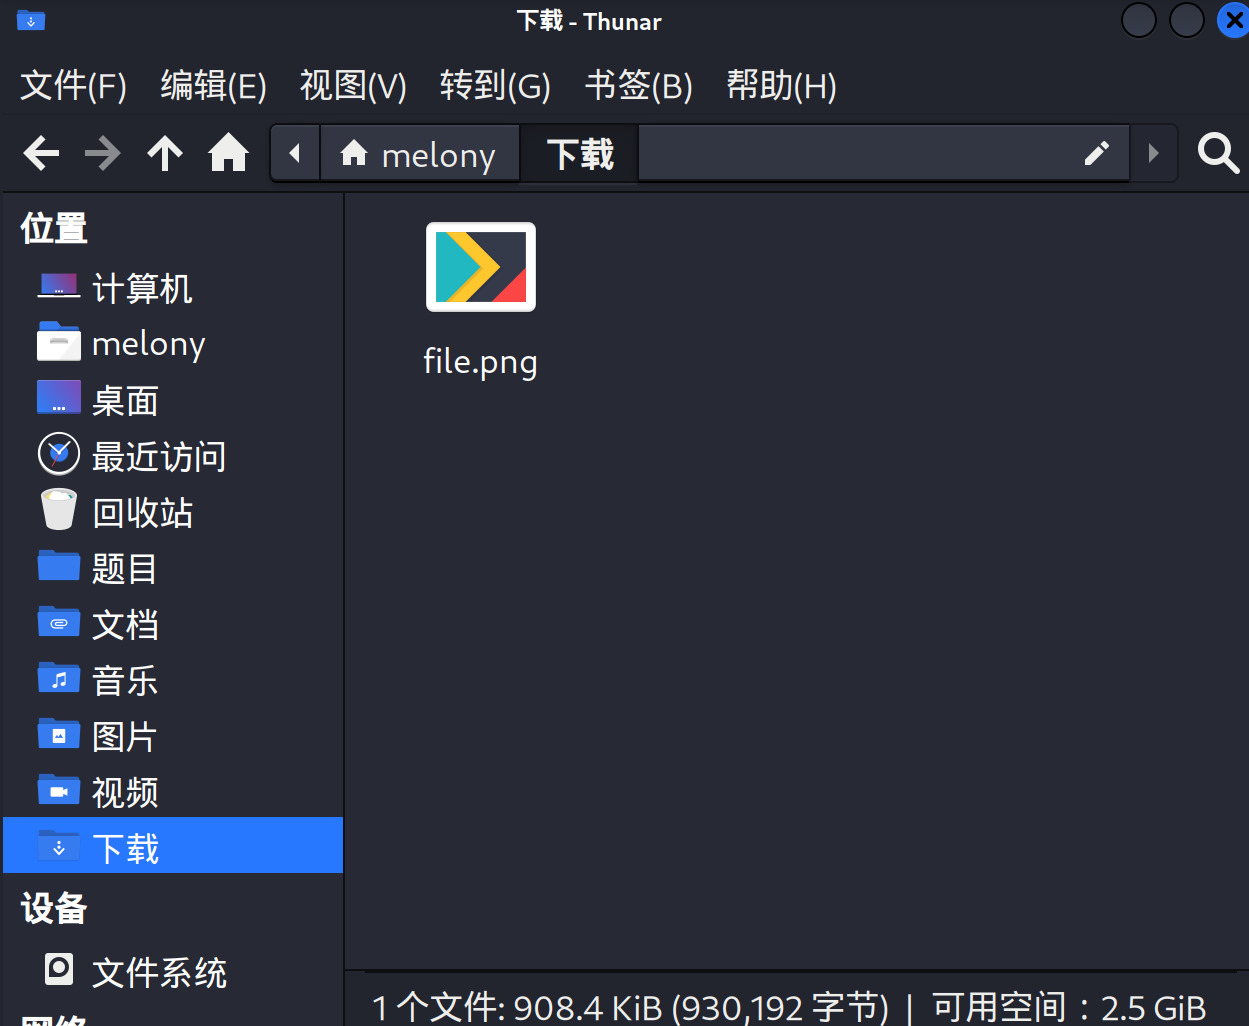 下载 - Thunar
文件(F) 编辑(E) 视图(V) 转到(G) 书签(B) 帮助(H)
melony 下载
位置
计算机
melony
桌面
最近访问
回收站
题目
文档
音乐
图片
视频
下载
设备
文件系统
网络
file.png
1 个文件: 908.4 KiB (930,192 字节) | 可用空间：2.5 GiB